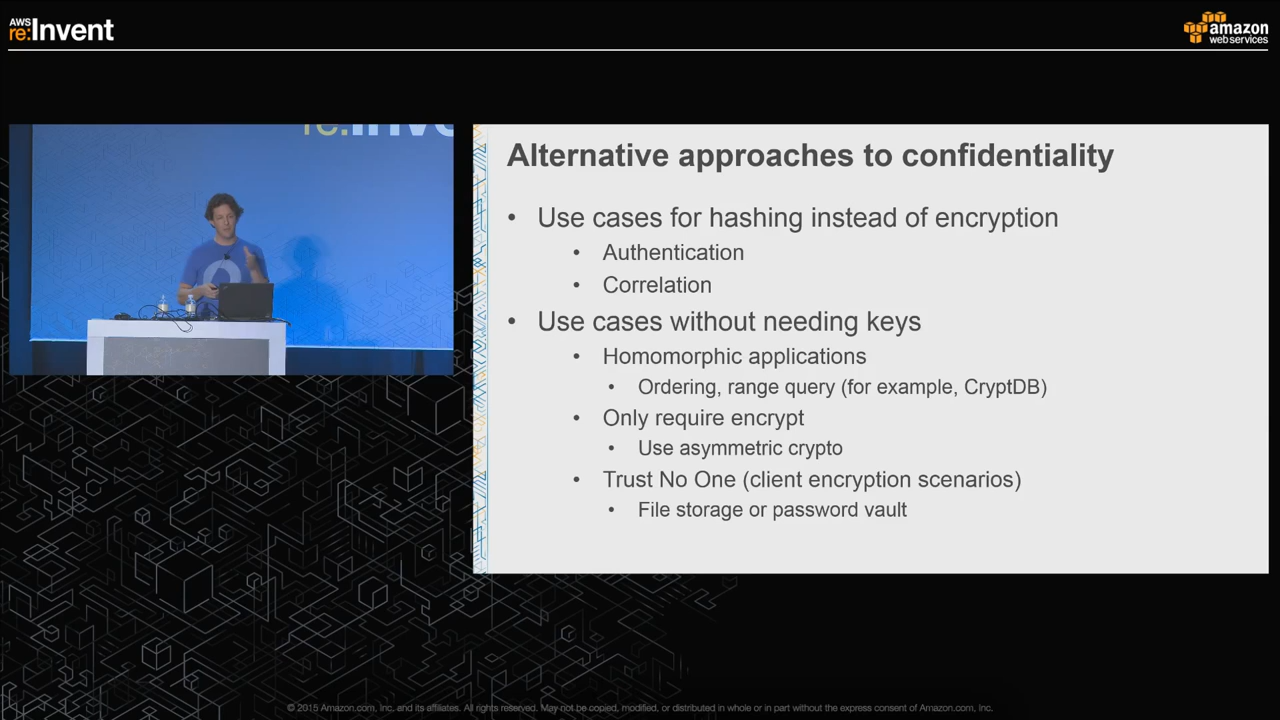 AWS
re:Invent
amazon
web services
re:Inve
Alternative approaches to confidentiality
• Use cases for hashing instead of encryption
• Authentication
• Correlation
• Use cases without needing keys
• Homomorphic applications
• Ordering, range query (for example, CryptDB)
• Only require encrypt
• Use asymmetric crypto
• Trust No One (client encryption scenarios)
• File storage or password vault
© 2015 Amazon.com, Inc. and its affiliates. All rights reserved. May not be copied, modified, or distributed in whole or in part without the express consent of Amazon.com, Inc.